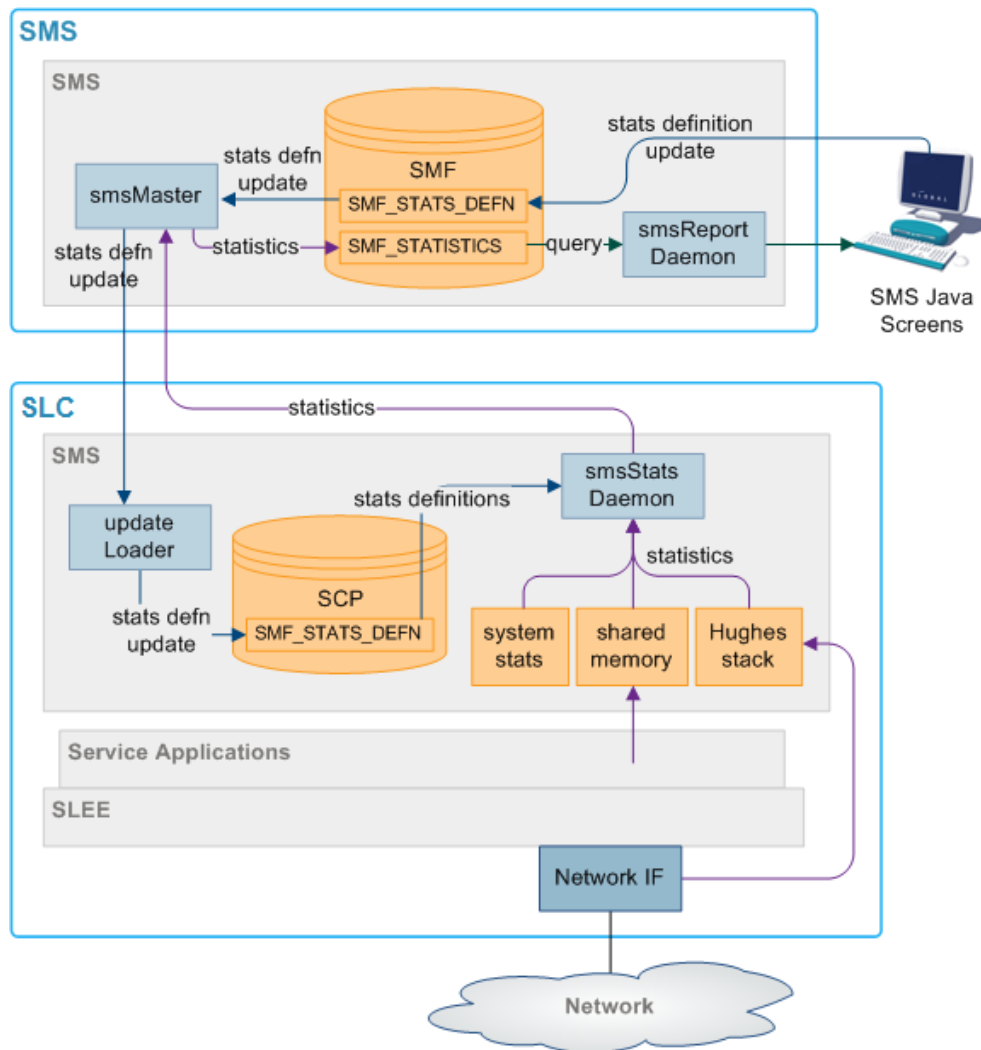 SMS
SMS
stats definition
update
stats defn
update
SMF
smsMaster
SMF_STATS_DEFN
stats defn
update
statistics
SMF_STATISTICS
query
smsReport
Daemon
GLOBAL
SMS Java
Screens
SLC
statistics
SMS
smsStats
Daemon
stats definitions
update
Loader
statistics
SCP
stats defn
update
SMF_STATS_DEFN
system
stats
shared
memory
Hughes
stack
Service Applications
SLEE
Network IF
Network